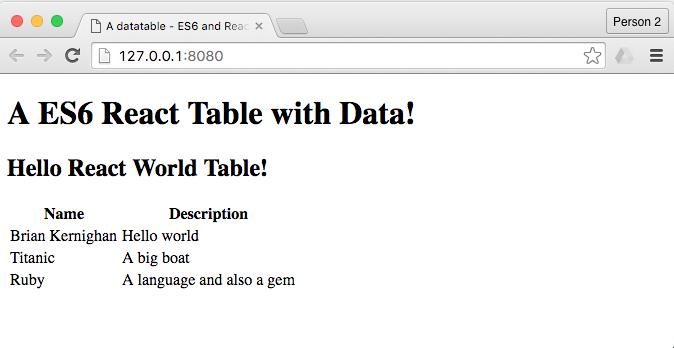 A datatable - ES6 and Reac
Person 2
127.0.0.1:8080
A ES6 React Table with Data!
Hello React World Table!
Name Description
Brian Kernighan Hello world
Titanic A big boat
Ruby A language and also a gem